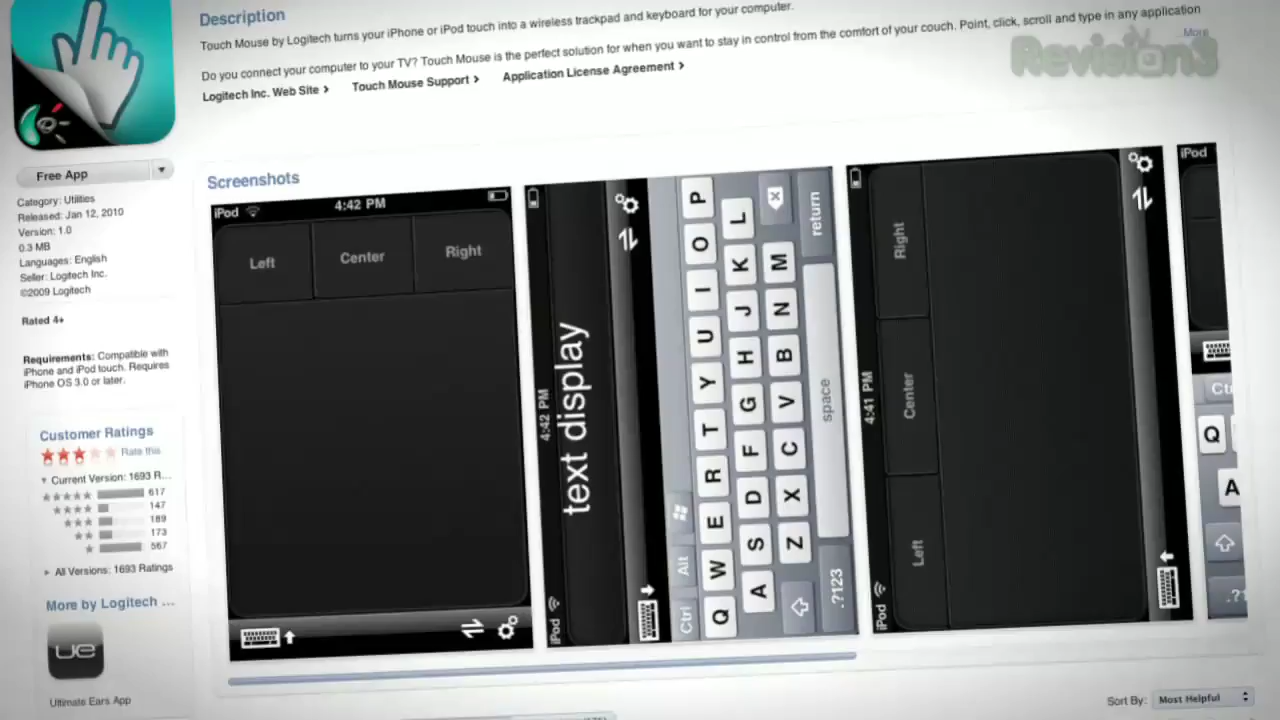 Description
Touch Mouse by Logitech turns your iPhone or iPod touch into a wireless trackpad and keyboard for your computer.
Do you connect your computer to your TV? Touch Mouse is the perfect solution for when you want to stay in control from the comfort of your couch. Point, click, scroll and type in any application
...More
Revision3
Logitech Inc. Web Site
Touch Mouse Support
Application License Agreement
Free App
Category: Utilities
Released: Jan 12, 2010
Version: 1.0
0.3 MB
Languages: English
Seller: Logitech Inc.
©2009 Logitech
Rated 4+
Requirements: Compatible with
iPhone and iPod touch. Requires
iPhone OS 3.0 or later.
Customer Ratings
Rate this
Current Version: 1693 R...
617
147
189
173
567
All Versions: 1693 Ratings
More by Logitech ...
ue
Ultimate Ears App
Screenshots
iPod 4:42 PM
Left Center Right
iPod 4:42 PM
text display
Ctrl Alt
Q W E R T Y U I O P
A S D F G H J K L
Z X C V B N M
.?123 space return
iPod 4:41 PM
Left Center Right
iPod
Ctr
Q
A
.?1
Sort By: Most Helpful